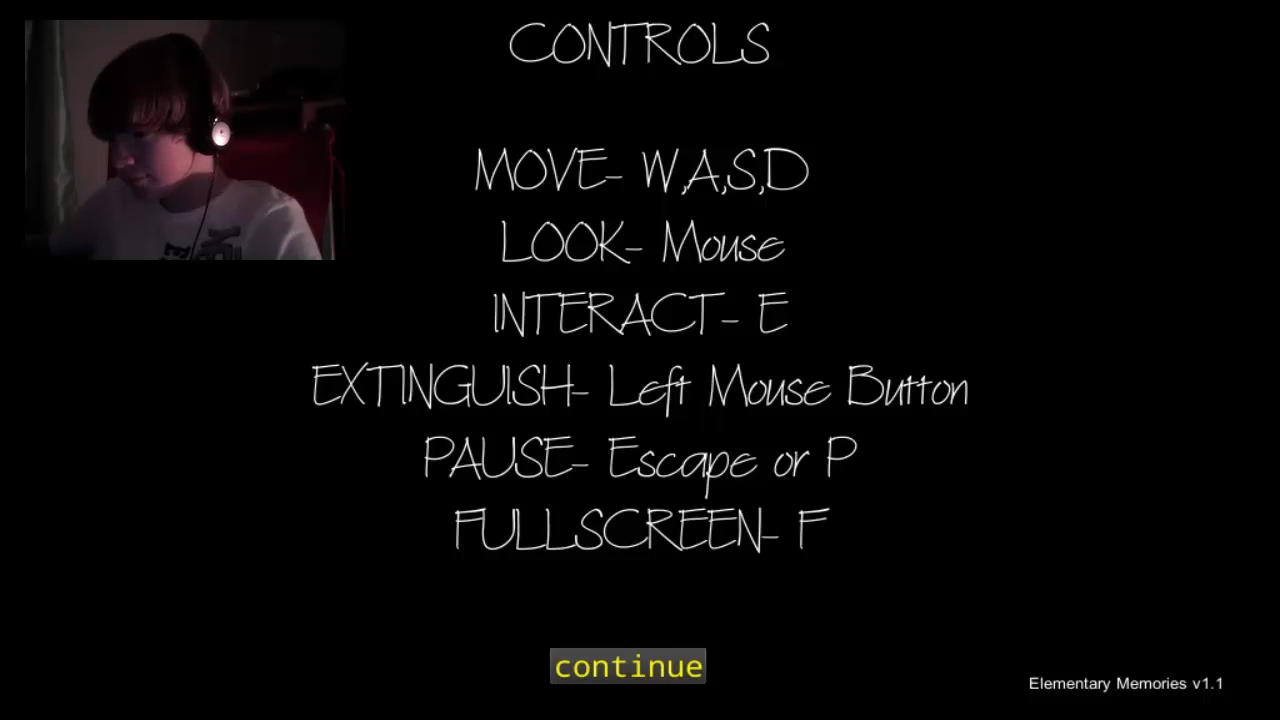 CONTROLS
MOVE- W,A,S,D
LOOK- Mouse
INTERACT- E
EXTINGUISH- Left Mouse Button
PAUSE- Escape or P
FULLSCREEN- F
continue
Elementary Memories v1.1